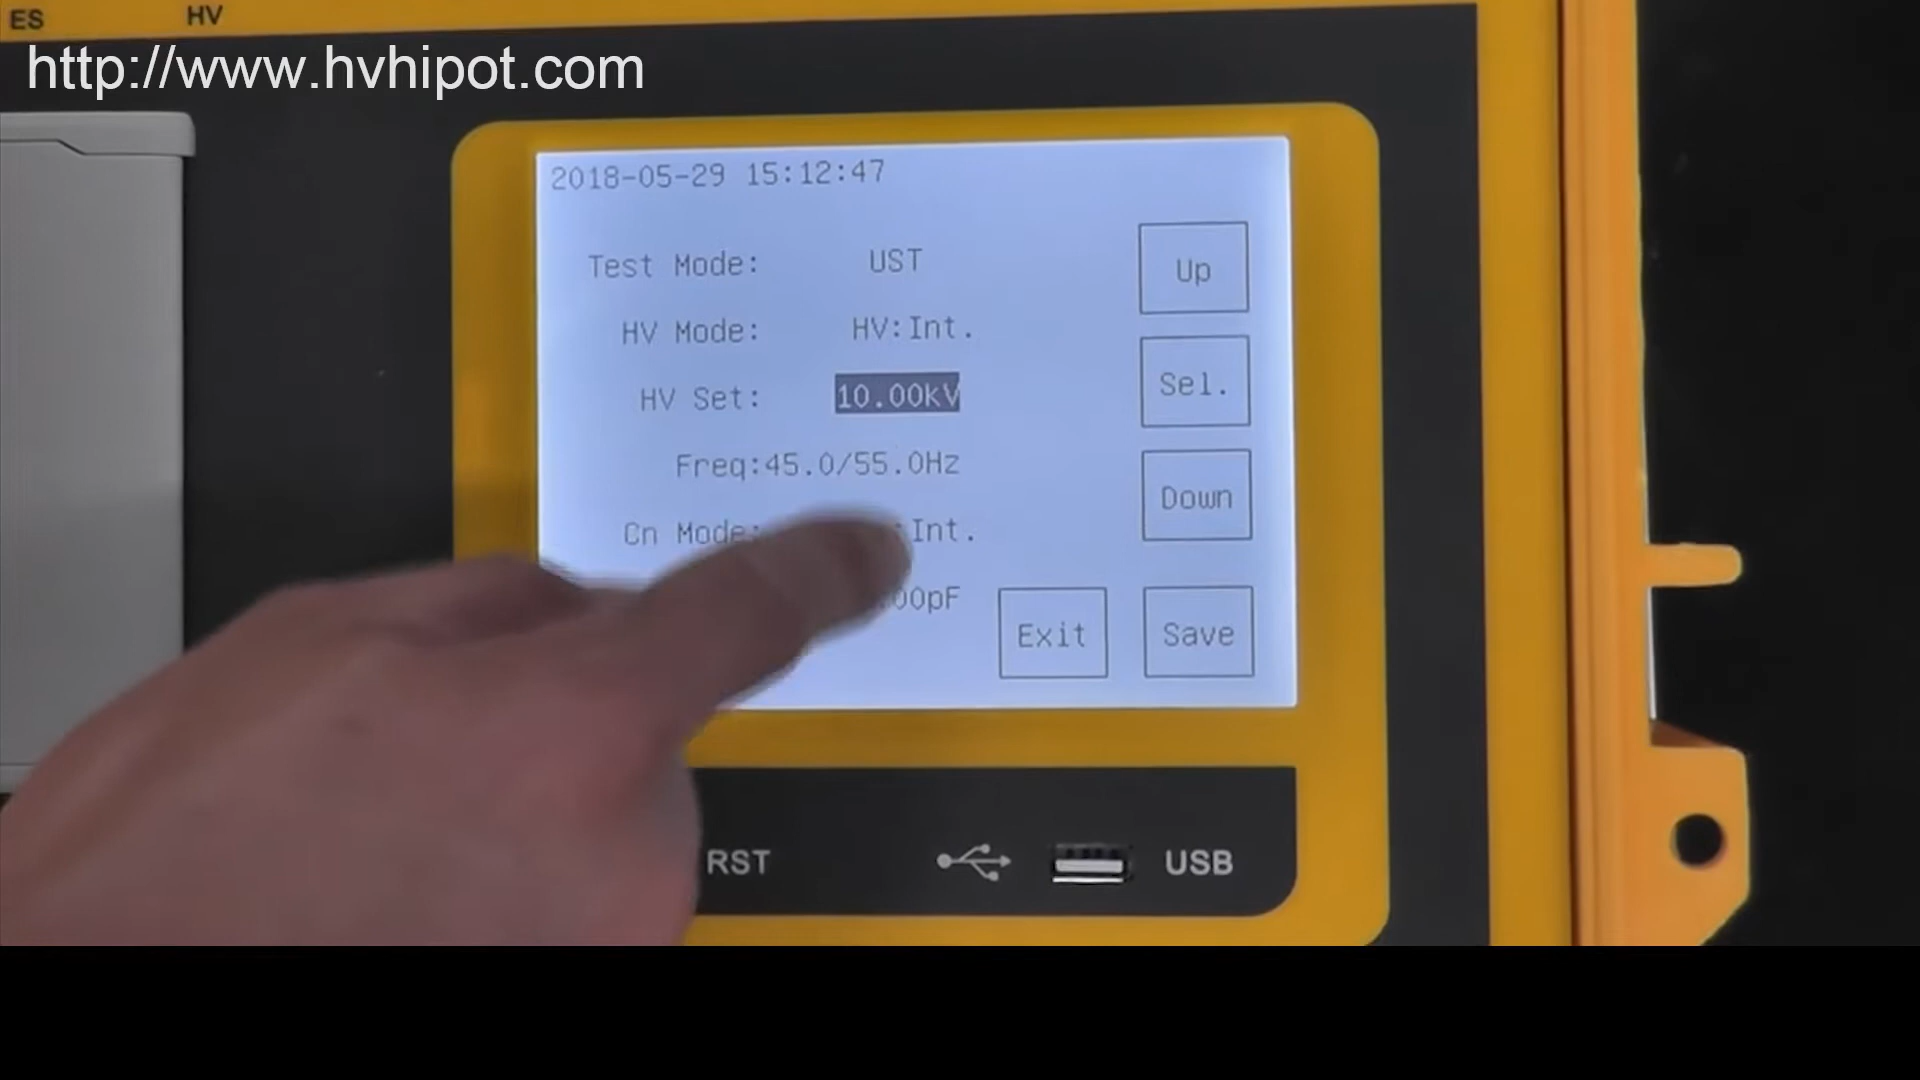 ES HV
http://www.hvhipot.com
2018-05-29 15:12:47
Test Mode: UST
Up
HV Mode: HV:Int.
HV Set: 10.00kV
Sel.
Freq:45.0/55.0Hz
Down
Cn Mode: :Int.
.00pF
Exit Save
RST USB